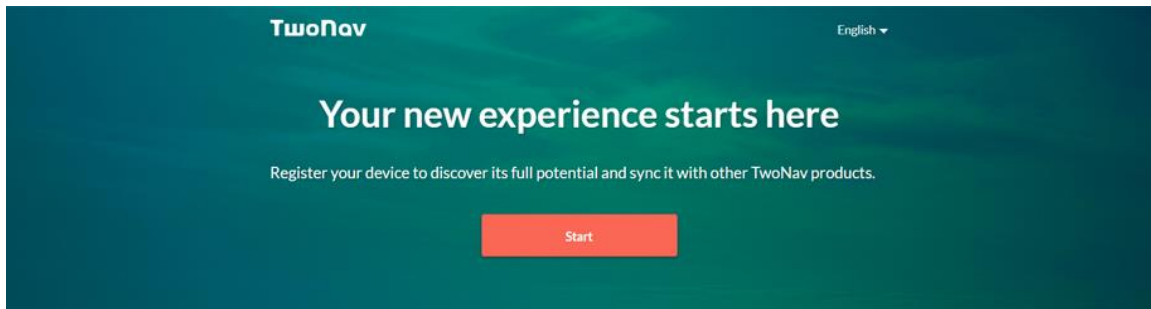 TwoNav
English
Your new experience starts here
Register your device to discover its full potential and sync it with other TwoNav products.
Start